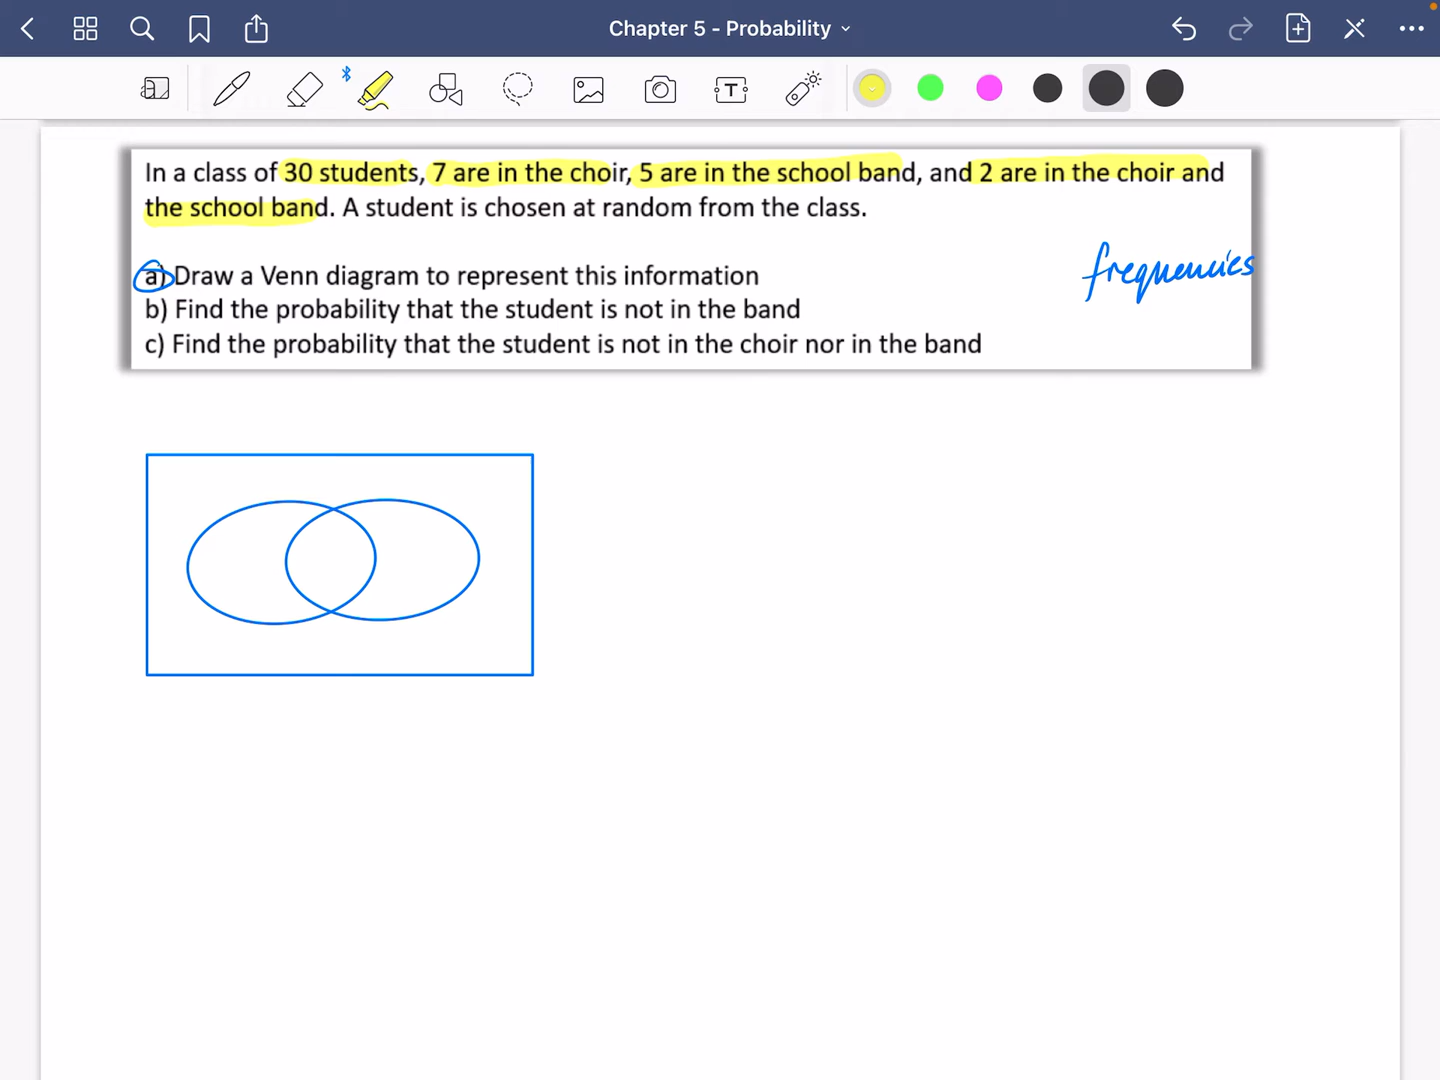 Chapter 5 - Probability
In a class of 30 students, 7 are in the choir, 5 are in the school band, and 2 are in the choir and
the school band. A student is chosen at random from the class.
a) Draw a Venn diagram to represent this information
frequencies
b) Find the probability that the student is not in the band
c) Find the probability that the student is not in the choir nor in the band